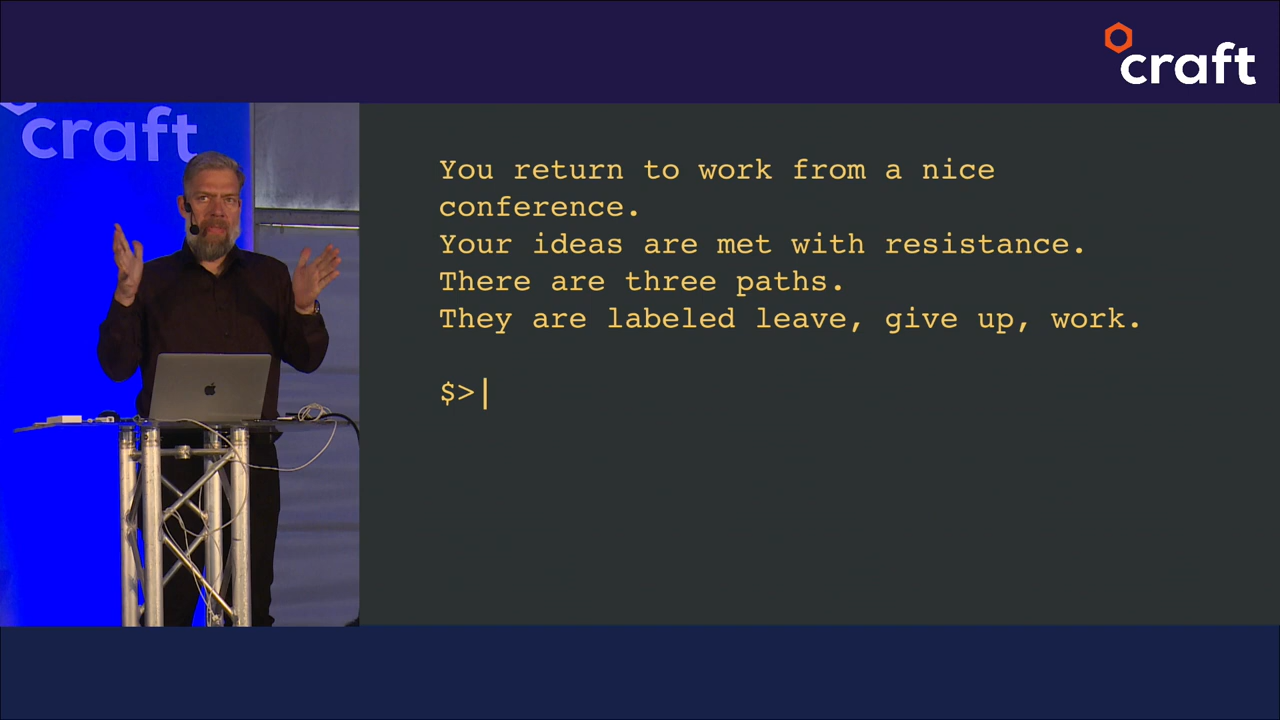 craft
craft
You return to work from a nice
conference.
Your ideas are met with resistance.
There are three paths.
They are labeled leave, give up, work.
$>